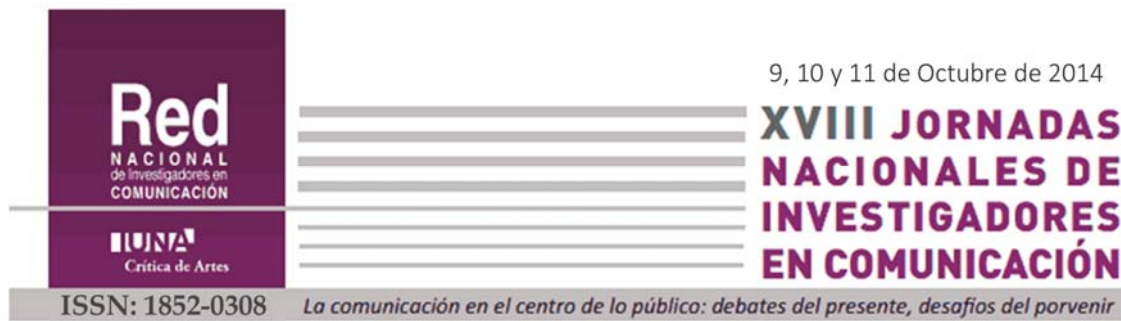 Red
NACIONAL
de Investigadores en
COMUNICACIÓN
IUNA
Crítica de Artes
9, 10 y 11 de Octubre de 2014
XVIII JORNADAS
NACIONALES DE
INVESTIGADORES
EN COMUNICACIÓN
ISSN: 1852-0308
La comunicación en el centro de lo público: debates del presente, desafíos del porvenir